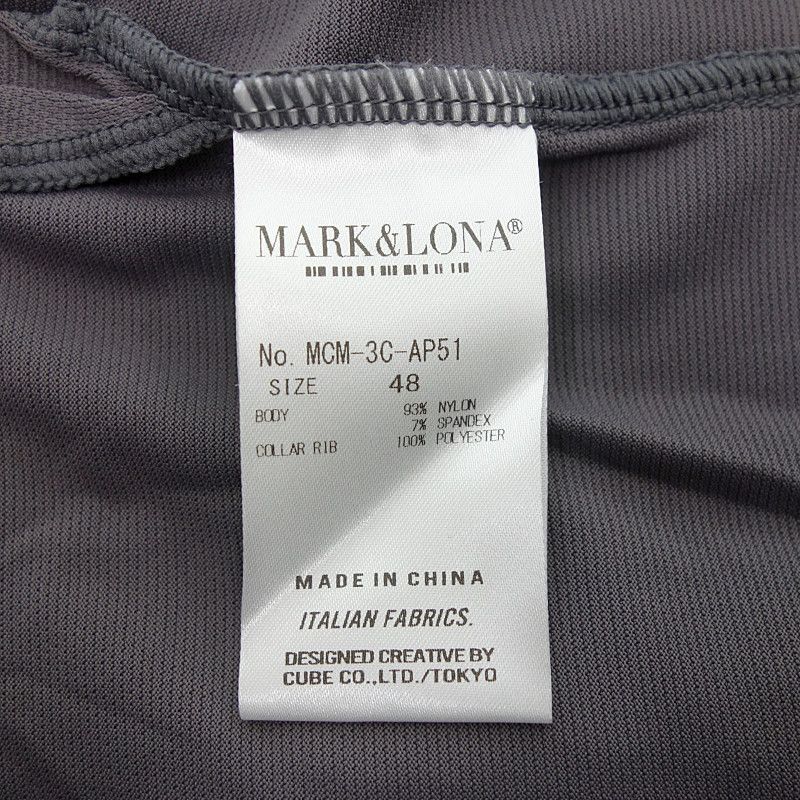 MARK&LONA®
No. MCM-3C-AP51
SIZE 48
BODY 93% NYLON
7% SPANDEX
COLLAR RIB 100% POLYESTER
MADE IN CHINA
ITALIAN FABRICS.
DESIGNED CREATIVE BY
CUBE CO.,LTD./TOKYO